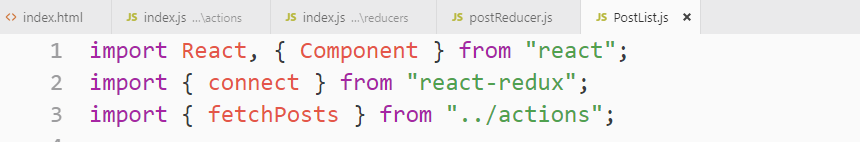 <> index.html JS index.js ...\actions JS index.js ...\reducers JS postReducer.js JS PostList.js ×
1 import React, { Component } from "react";
2 import { connect } from "react-redux";
3 import { fetchPosts } from "../actions";